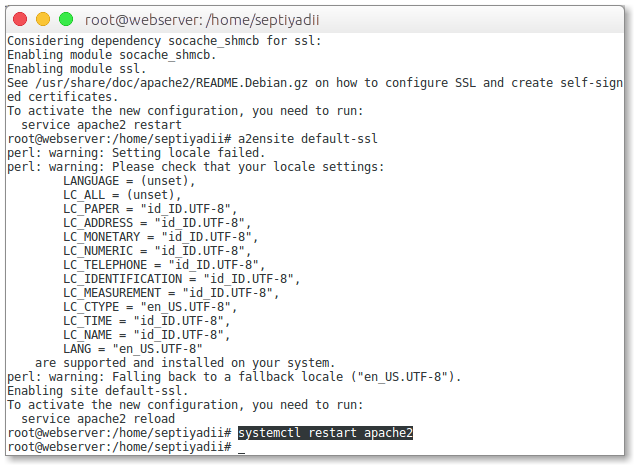 root@webserver: /home/septiyadii
Considering dependency socache_shmcb for ssl:
Enabling module socache_shmcb.
Enabling module ssl.
See /usr/share/doc/apache2/README.Debian.gz on how to configure SSL and create self-sign
ed certificates.
To activate the new configuration, you need to run:
  service apache2 restart
root@webserver:/home/septiyadii# a2ensite default-ssl
perl: warning: Setting locale failed.
perl: warning: Please check that your locale settings:
        LANGUAGE = (unset),
        LC_ALL = (unset),
        LC_PAPER = "id_ID.UTF-8",
        LC_ADDRESS = "id_ID.UTF-8",
        LC_MONETARY = "id_ID.UTF-8",
        LC_NUMERIC = "id_ID.UTF-8",
        LC_TELEPHONE = "id_ID.UTF-8",
        LC_IDENTIFICATION = "id_ID.UTF-8",
        LC_MEASUREMENT = "id_ID.UTF-8",
        LC_CTYPE = "en_US.UTF-8",
        LC_TIME = "id_ID.UTF-8",
        LC_NAME = "id_ID.UTF-8",
        LANG = "en_US.UTF-8"
    are supported and installed on your system.
perl: warning: Falling back to a fallback locale ("en_US.UTF-8").
Enabling site default-ssl.
To activate the new configuration, you need to run:
  service apache2 reload
root@webserver:/home/septiyadii# systemctl restart apache2
root@webserver:/home/septiyadii# _